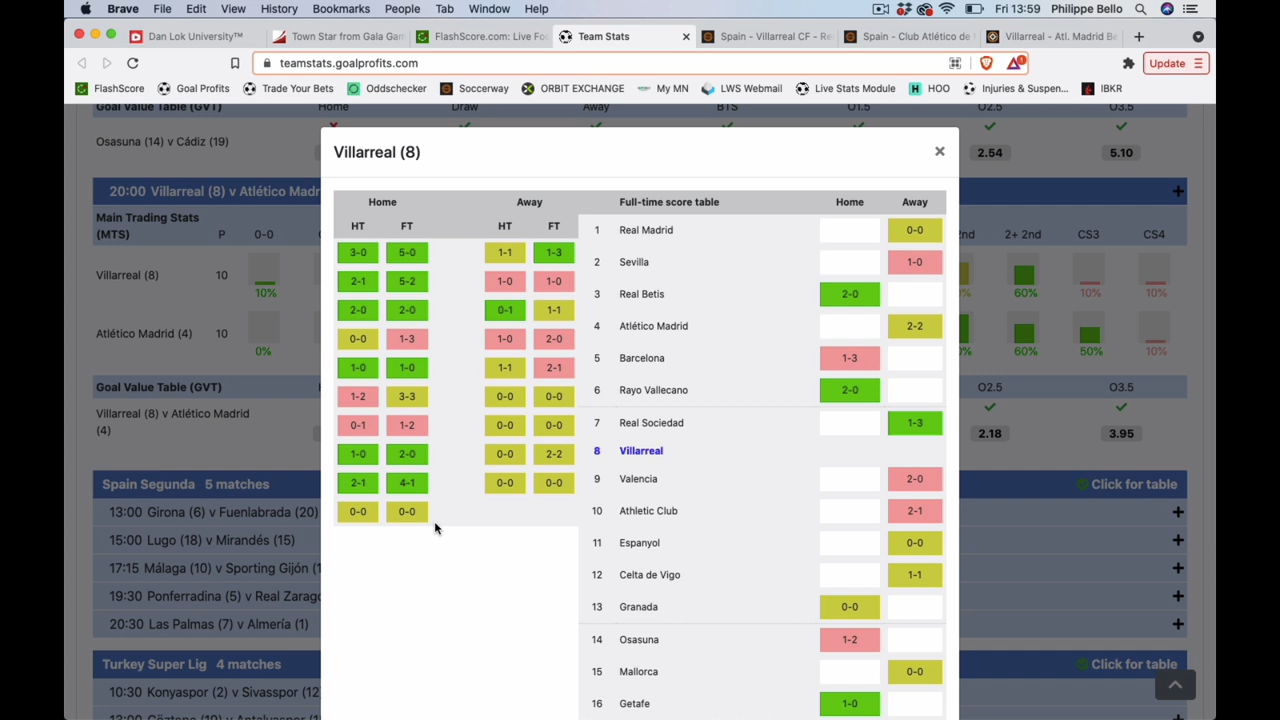 Brave File Edit View History Bookmarks People Tab Window Help Fri 13:59 Philippe Bello
Dan Lok University™ Town Star from Gala Gam FlashScore.com: Live Foo Team Stats Spain - Villarreal CF - Re Spain - Club Atlético de Villarreal - Atl. Madrid Be
teamstats.goalprofits.com Update
FlashScore Goal Profits Trade Your Bets Oddschecker Soccerway ORBIT EXCHANGE My MN LWS Webmail Live Stats Module HOO Injuries & Suspen... IBKR
Goal Value Table (GVT) Home Draw Away BTS O1.5 O2.5 O3.5
Osasuna (14) v Cádiz (19) 2.54 5.10
20:00 Villarreal (8) v Atlético Madr
Main Trading Stats
(MTS) P 0-0 2nd 2+ 2nd CS3 CS4
Villarreal (8) 10 10% 60% 10% 10%
Atlético Madrid (4) 10 0% 60% 50% 10%
Goal Value Table (GVT) O2.5 O3.5
Villarreal (8) v Atlético Madrid
(4) 2.18 3.95
Spain Segunda 5 matches Click for table
13:00 Girona (6) v Fuenlabrada (20)
15:00 Lugo (18) v Mirandés (15)
17:15 Málaga (10) v Sporting Gijón (1
19:30 Ponferradina (5) v Real Zarago
20:30 Las Palmas (7) v Almería (1)
Turkey Super Lig 4 matches Click for table
10:30 Konyaspor (2) v Sivasspor (12
Villarreal (8)
Home Away
HT FT HT FT
3-0 5-0 1-1 1-3
2-1 5-2 1-0 1-0
2-0 2-0 0-1 1-1
0-0 1-3 1-0 2-0
1-0 1-0 1-1 2-1
1-2 3-3 0-0 0-0
0-1 1-2 0-0 0-0
1-0 2-0 0-0 2-2
2-1 4-1 0-0 0-0
0-0 0-0
Full-time score table Home Away
1 Real Madrid 0-0
2 Sevilla 1-0
3 Real Betis 2-0
4 Atlético Madrid 2-2
5 Barcelona 1-3
6 Rayo Vallecano 2-0
7 Real Sociedad 1-3
8 Villarreal
9 Valencia 2-0
10 Athletic Club 2-1
11 Espanyol 0-0
12 Celta de Vigo 1-1
13 Granada 0-0
14 Osasuna 1-2
15 Mallorca 0-0
16 Getafe 1-0